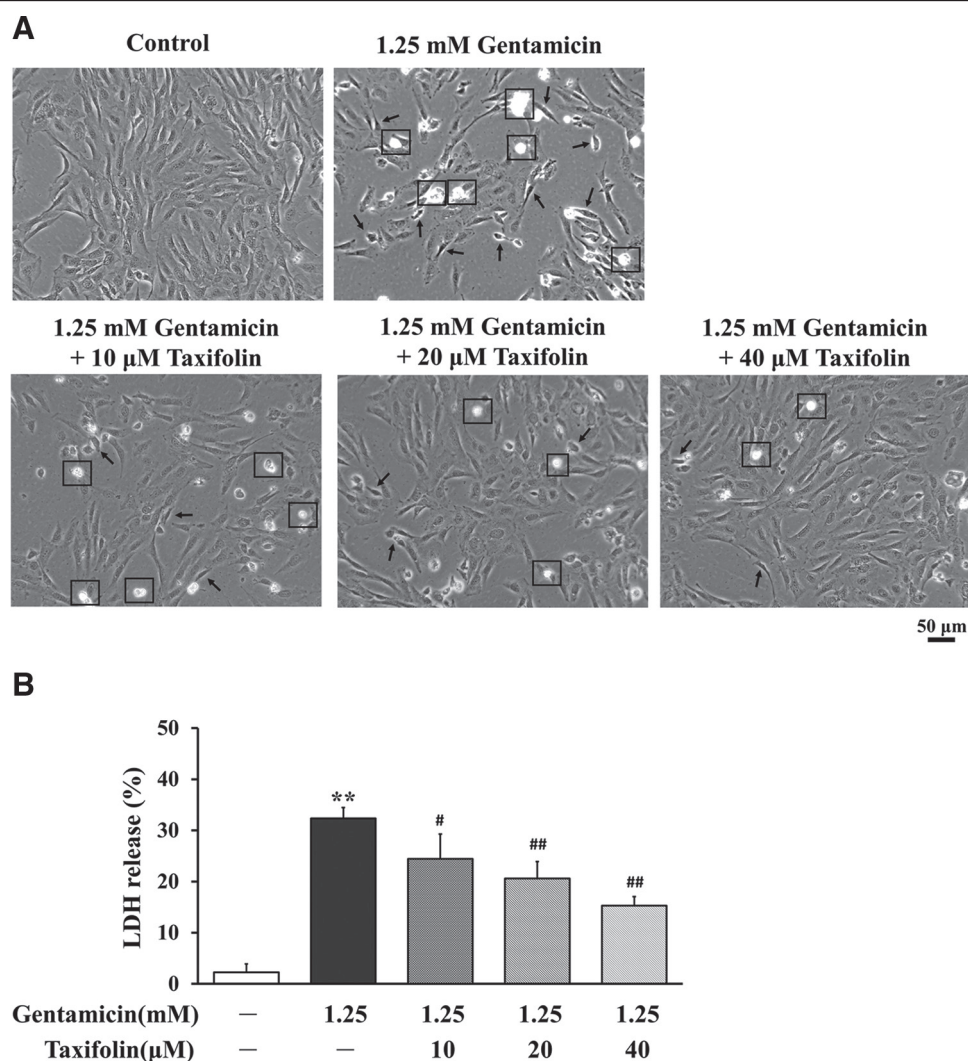 A
Control
1.25 mM Gentamicin
1.25 mM Gentamicin
+ 10 μM Taxifolin
1.25 mM Gentamicin
+ 20 μM Taxifolin
1.25 mM Gentamicin
+ 40 μM Taxifolin
50 μm
B
LDH release (%)
50
40
30
20
10
0
**
#
##
##
Gentamicin(mM) — 1.25 1.25 1.25 1.25
Taxifolin(μM) — — 10 20 40